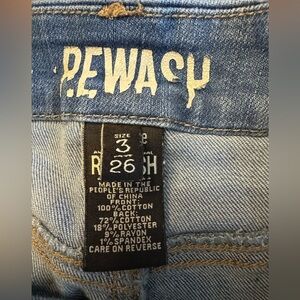 REWASH
SIZE
3
26
MADE IN THE
PEOPLE'S REPUBLIC
OF CHINA
FRONT:
100% COTTON
BACK:
72% COTTON
18% POLYESTER
9% RAYON
1% SPANDEX
CARE ON REVERSE